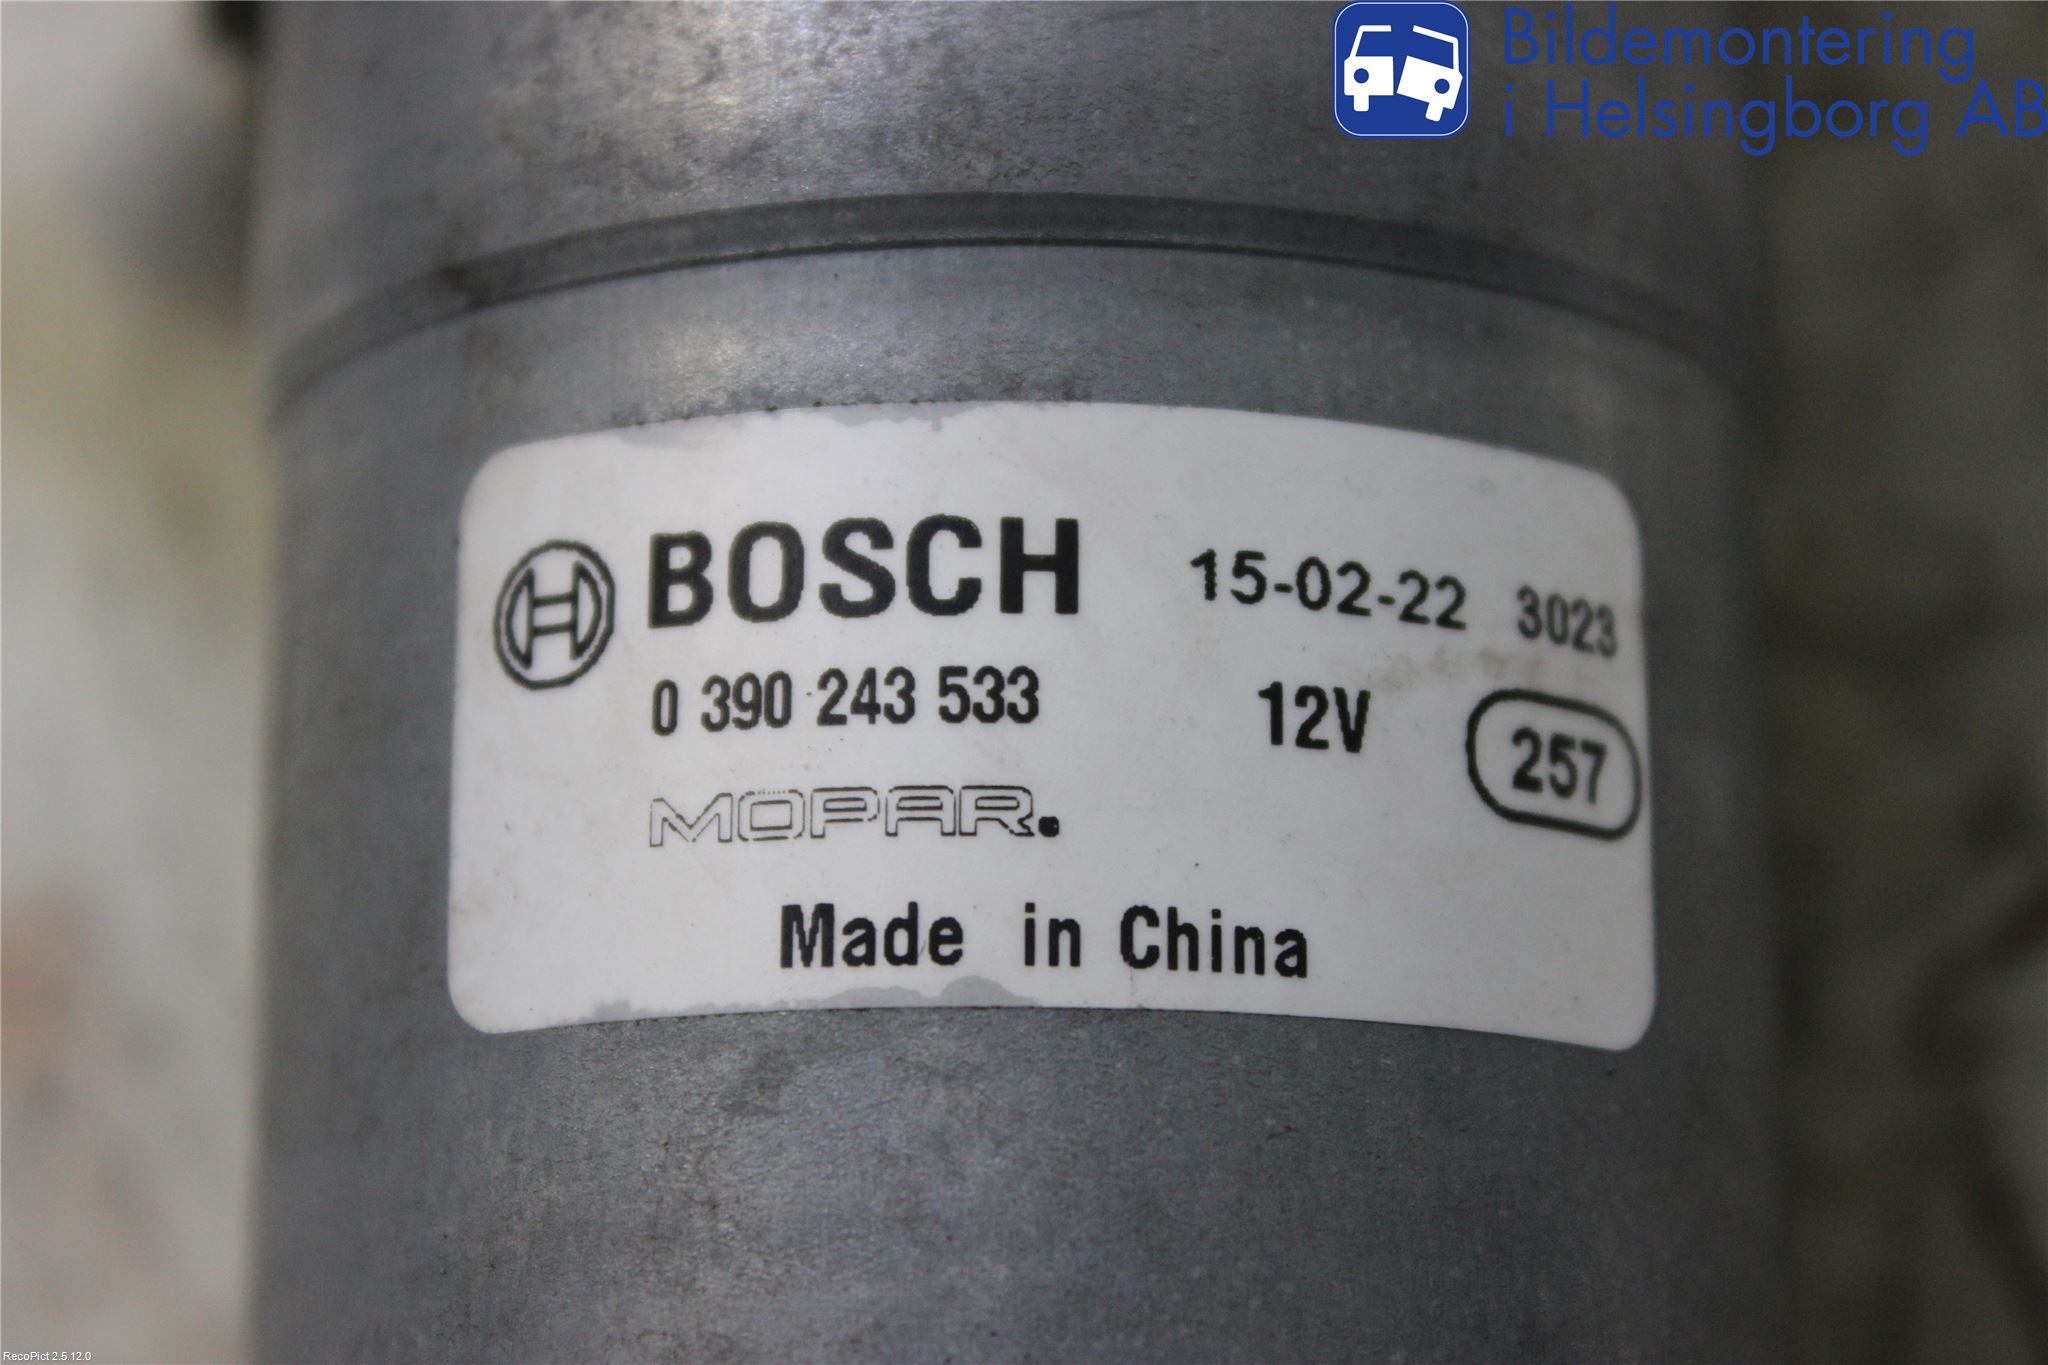 Bildemontering
i Helsingborg AB
BOSCH 15-02-22 3023
0 390 243 533 12V 257
MOPAR.
Made in China
RecoPict 2.5.12.0